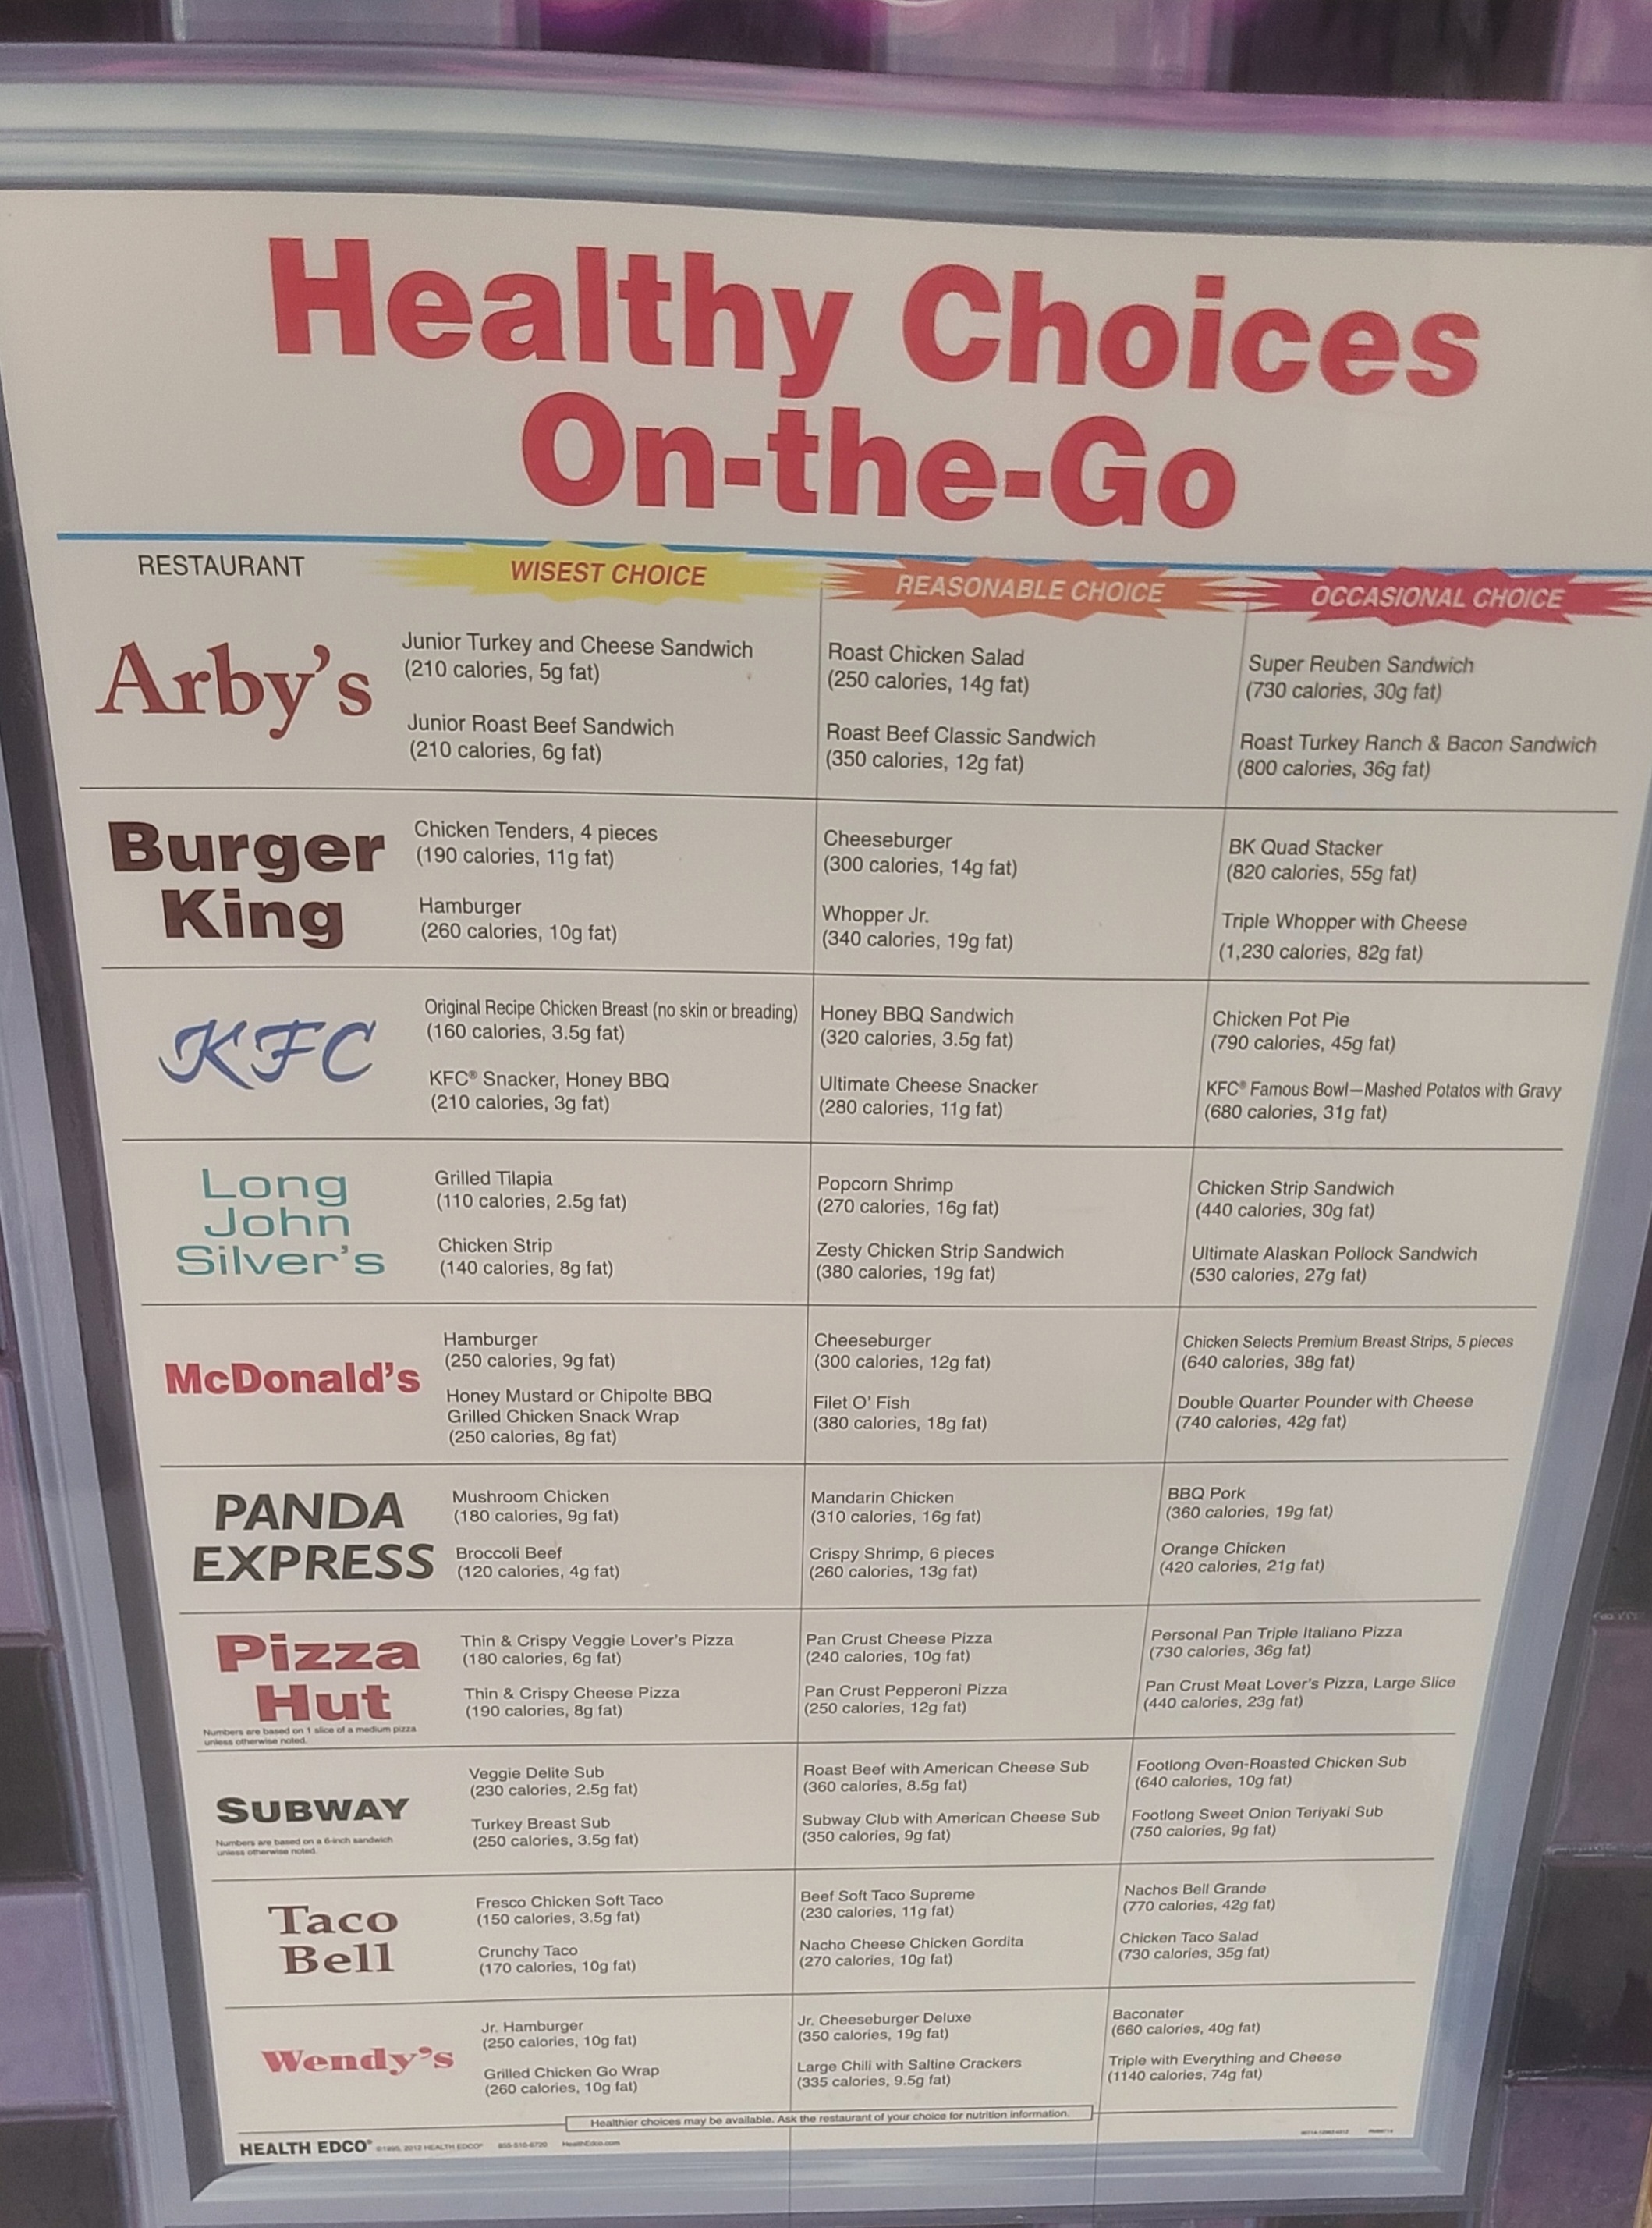 Healthy Choices
On-the-Go
RESTAURANT
WISEST CHOICE
REASONABLE CHOICE
OCCASIONAL CHOICE
Arby's
Junior Turkey and Cheese Sandwich
(210 calories, 5g fat)
Junior Roast Beef Sandwich
(210 calories, 6g fat)
Roast Chicken Salad
(250 calories, 14g fat)
Roast Beef Classic Sandwich
(350 calories, 12g fat)
Super Reuben Sandwich
(730 calories, 30g fat)
Roast Turkey Ranch & Bacon Sandwich
(800 calories, 36g fat)
Burger
King
Chicken Tenders, 4 pieces
(190 calories, 11g fat)
Hamburger
(260 calories, 10g fat)
Cheeseburger
(300 calories, 14g fat)
Whopper Jr.
(340 calories, 19g fat)
BK Quad Stacker
(820 calories, 55g fat)
Triple Whopper with Cheese
(1,230 calories, 82g fat)
KFC
Original Recipe Chicken Breast (no skin or breading)
(160 calories, 3.5g fat)
KFC® Snacker, Honey BBQ
(210 calories, 3g fat)
Honey BBQ Sandwich
(320 calories, 3.5g fat)
Ultimate Cheese Snacker
(280 calories, 11g fat)
Chicken Pot Pie
(790 calories, 45g fat)
KFC® Famous Bowl—Mashed Potatos with Gravy
(680 calories, 31g fat)
Long
John
Silver's
Grilled Tilapia
(110 calories, 2.5g fat)
Chicken Strip
(140 calories, 8g fat)
Popcorn Shrimp
(270 calories, 16g fat)
Zesty Chicken Strip Sandwich
(380 calories, 19g fat)
Chicken Strip Sandwich
(440 calories, 30g fat)
Ultimate Alaskan Pollock Sandwich
(530 calories, 27g fat)
McDonald's
Hamburger
(250 calories, 9g fat)
Honey Mustard or Chipolte BBQ
Grilled Chicken Snack Wrap
(250 calories, 8g fat)
Cheeseburger
(300 calories, 12g fat)
Filet O' Fish
(380 calories, 18g fat)
Chicken Selects Premium Breast Strips, 5 pieces
(640 calories, 38g fat)
Double Quarter Pounder with Cheese
(740 calories, 42g fat)
PANDA
EXPRESS
Mushroom Chicken
(180 calories, 9g fat)
Broccoli Beef
(120 calories, 4g fat)
Mandarin Chicken
(310 calories, 16g fat)
Crispy Shrimp, 6 pieces
(260 calories, 13g fat)
BBQ Pork
(360 calories, 19g fat)
Orange Chicken
(420 calories, 21g fat)
Pizza
Hut
Numbers are based on 1 slice of a medium pizza
unless otherwise noted.
Thin & Crispy Veggie Lover's Pizza
(180 calories, 6g fat)
Thin & Crispy Cheese Pizza
(190 calories, 8g fat)
Pan Crust Cheese Pizza
(240 calories, 10g fat)
Pan Crust Pepperoni Pizza
(250 calories, 12g fat)
Personal Pan Triple Italiano Pizza
(730 calories, 36g fat)
Pan Crust Meat Lover's Pizza, Large Slice
(440 calories, 23g fat)
SUBWAY
Numbers are based on a 6-inch sandwich
unless otherwise noted.
Veggie Delite Sub
(230 calories, 2.5g fat)
Turkey Breast Sub
(250 calories, 3.5g fat)
Roast Beef with American Cheese Sub
(360 calories, 8.5g fat)
Subway Club with American Cheese Sub
(350 calories, 9g fat)
Footlong Oven-Roasted Chicken Sub
(640 calories, 10g fat)
Footlong Sweet Onion Teriyaki Sub
(750 calories, 9g fat)
Taco
Bell
Fresco Chicken Soft Taco
(150 calories, 3.5g fat)
Crunchy Taco
(170 calories, 10g fat)
Beef Soft Taco Supreme
(230 calories, 11g fat)
Nacho Cheese Chicken Gordita
(270 calories, 10g fat)
Nachos Bell Grande
(770 calories, 42g fat)
Chicken Taco Salad
(730 calories, 35g fat)
Wendy's
Jr. Hamburger
(250 calories, 10g fat)
Grilled Chicken Go Wrap
(260 calories, 10g fat)
Jr. Cheeseburger Deluxe
(350 calories, 19g fat)
Large Chili with Saltine Crackers
(335 calories, 9.5g fat)
Baconater
(660 calories, 40g fat)
Triple with Everything and Cheese
(1140 calories, 74g fat)
Healthier choices may be available. Ask the restaurant of your choice for nutrition information.
HEALTH EDCO® HEALTH EDCO® HealthEdco.com